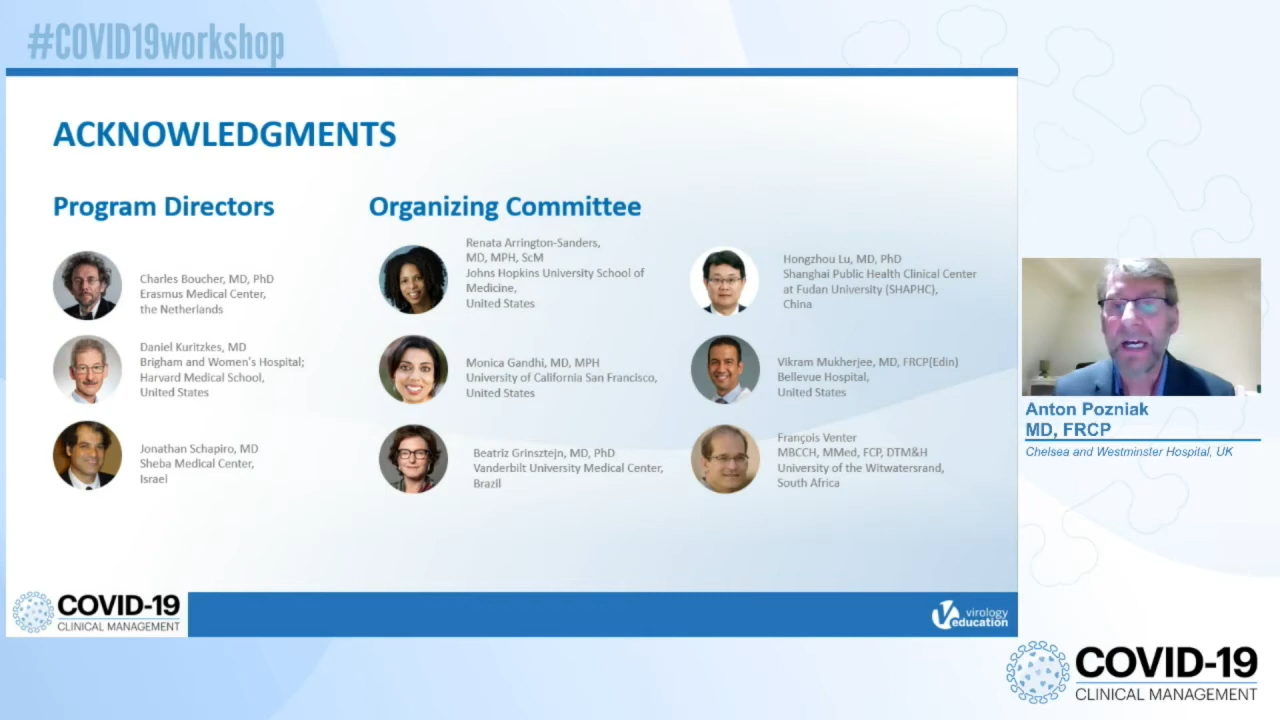 #COVID19workshop
ACKNOWLEDGMENTS
Program Directors
Charles Boucher, MD, PhD
Erasmus Medical Center,
the Netherlands
Daniel Kuritzkes, MD
Brigham and Women's Hospital;
Harvard Medical School,
United States
Jonathan Schapiro, MD
Sheba Medical Center,
Israel
Organizing Committee
Renata Arrington-Sanders,
MD, MPH, ScM
Johns Hopkins University School of
Medicine,
United States
Monica Gandhi, MD, MPH
University of California San Francisco,
United States
Beatriz Grinsztejn, MD, PhD
Vanderbilt University Medical Center,
Brazil
Hongzhou Lu, MD, PhD
Shanghai Public Health Clinical Center
at Fudan University (SHAPHC),
China
Vikram Mukherjee, MD, FRCP(Edin)
Bellevue Hospital,
United States
François Venter
MBCCH, MMed, FCP, DTM&H
University of the Witwatersrand,
South Africa
COVID-19
CLINICAL MANAGEMENT
virology
education
Anton Pozniak
MD, FRCP
Chelsea and Westminster Hospital, UK
COVID-19
CLINICAL MANAGEMENT